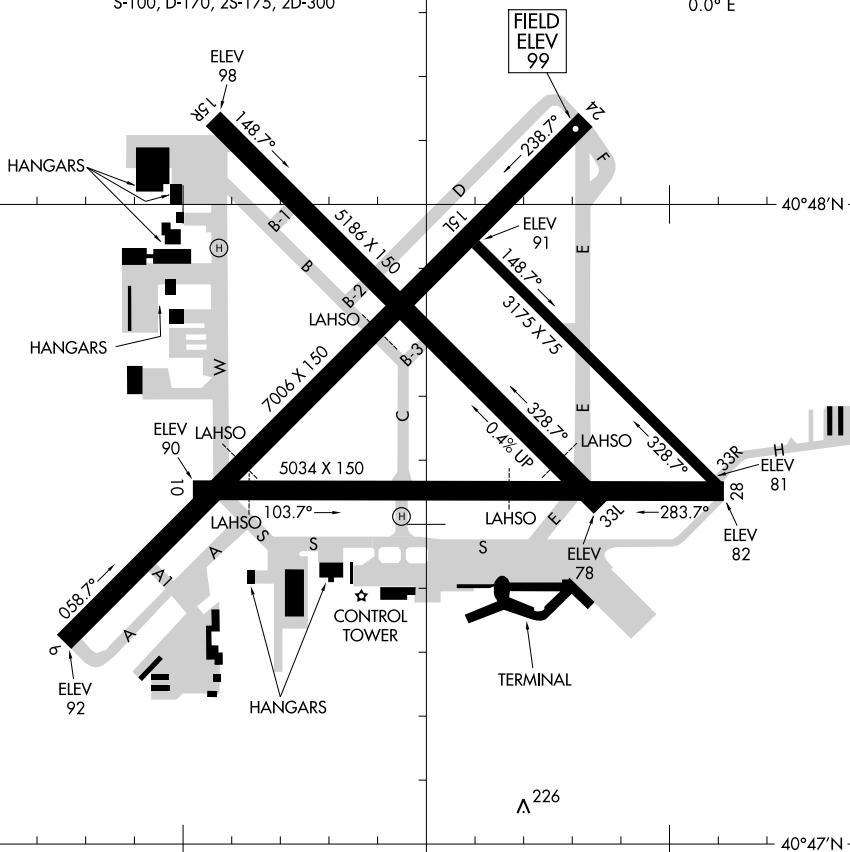 S-100, D-170, 2S-175, 2D-300
0.0° E
FIELD
ELEV
99
ELEV
98
15R
148.7°
24
238.7°
F
HANGARS
D
40°48'N
B-1
5186 X 150
15L
ELEV
91
H
E
B
148.7°
B-2
3175 X 75
LAHSO
HANGARS
B-3
7006 X 150
W
C
E
328.7°
0.4% UP
ELEV
90
LAHSO
LAHSO
328.7°
33R
H
ELEV
81
5034 X 150
10
28
103.7°
H
LAHSO
LAHSO
E
33L
283.7°
ELEV
82
S
S
S
A
ELEV
78
A1
058.7°
CONTROL
TOWER
A
6
TERMINAL
ELEV
92
HANGARS
226
40°47'N